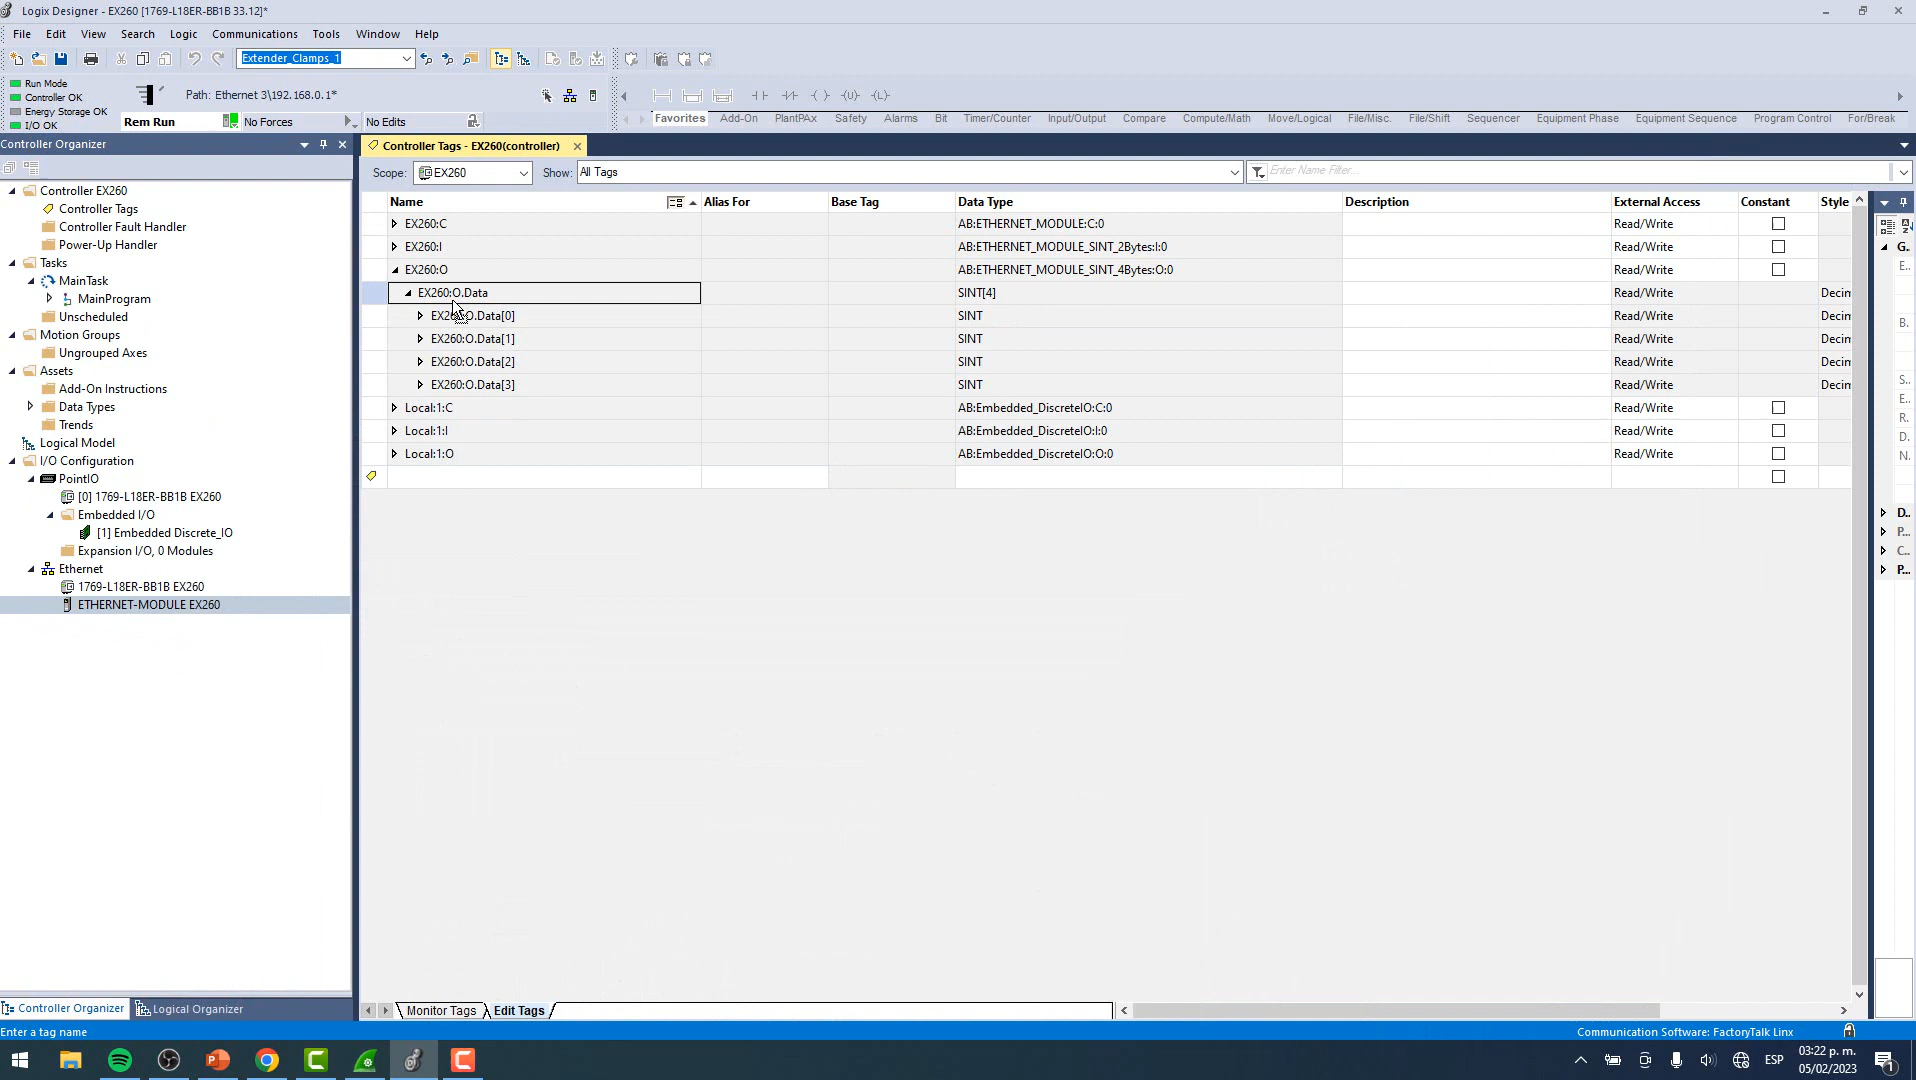 Logix Designer - EX260 [1769-L18ER-BB1B 33.12]*
File Edit View Search Logic Communications Tools Window Help
Extender_Clamps_1
Run Mode
Controller OK
Energy Storage OK
I/O OK
Path: Ethernet 3\192.168.0.1*
Rem Run No Forces No Edits
Favorites Add-On PlantPAx Safety Alarms Bit Timer/Counter Input/Output Compare Compute/Math Move/Logical File/Misc. File/Shift Sequencer Equipment Phase Equipment Sequence Program Control For/Break
Controller Organizer
Controller Tags - EX260(controller)
Scope: EX260 Show: All Tags Enter Name Filter...
Controller EX260
Controller Tags
Controller Fault Handler
Power-Up Handler
Tasks
MainTask
MainProgram
Unscheduled
Motion Groups
Ungrouped Axes
Assets
Add-On Instructions
Data Types
Trends
Logical Model
I/O Configuration
PointIO
[0] 1769-L18ER-BB1B EX260
Embedded I/O
[1] Embedded Discrete_IO
Expansion I/O, 0 Modules
Ethernet
1769-L18ER-BB1B EX260
ETHERNET-MODULE EX260
Name Alias For Base Tag Data Type Description External Access Constant Style
EX260:C AB:ETHERNET_MODULE:C:0 Read/Write
EX260:I AB:ETHERNET_MODULE_SINT_2Bytes:I:0 Read/Write
EX260:O AB:ETHERNET_MODULE_SINT_4Bytes:O:0 Read/Write
EX260:O.Data SINT[4] Read/Write Decim
EX260:O.Data[0] SINT Read/Write
EX260:O.Data[1] SINT Read/Write Decim
EX260:O.Data[2] SINT Read/Write Decim
EX260:O.Data[3] SINT Read/Write Decim
Local:1:C AB:Embedded_DiscreteIO:C:0 Read/Write
Local:1:I AB:Embedded_DiscreteIO:I:0 Read/Write
Local:1:O AB:Embedded_DiscreteIO:O:0 Read/Write
G.
E..
B.
S..
E..
R.
D.
N.
D..
P...
C...
P..
Monitor Tags Edit Tags
Controller Organizer Logical Organizer
Enter a tag name Communication Software: FactoryTalk Linx
ESP
03:22 p. m.
05/02/2023
1